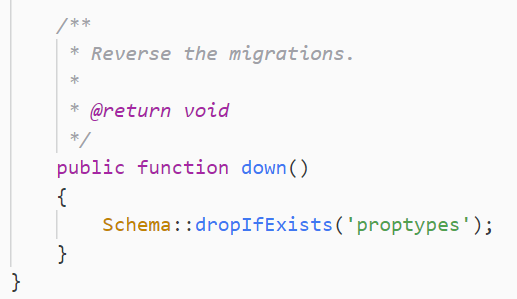 /**
 * Reverse the migrations.
 *
 * @return void
 */
public function down()
{
    Schema::dropIfExists('proptypes');
}
}